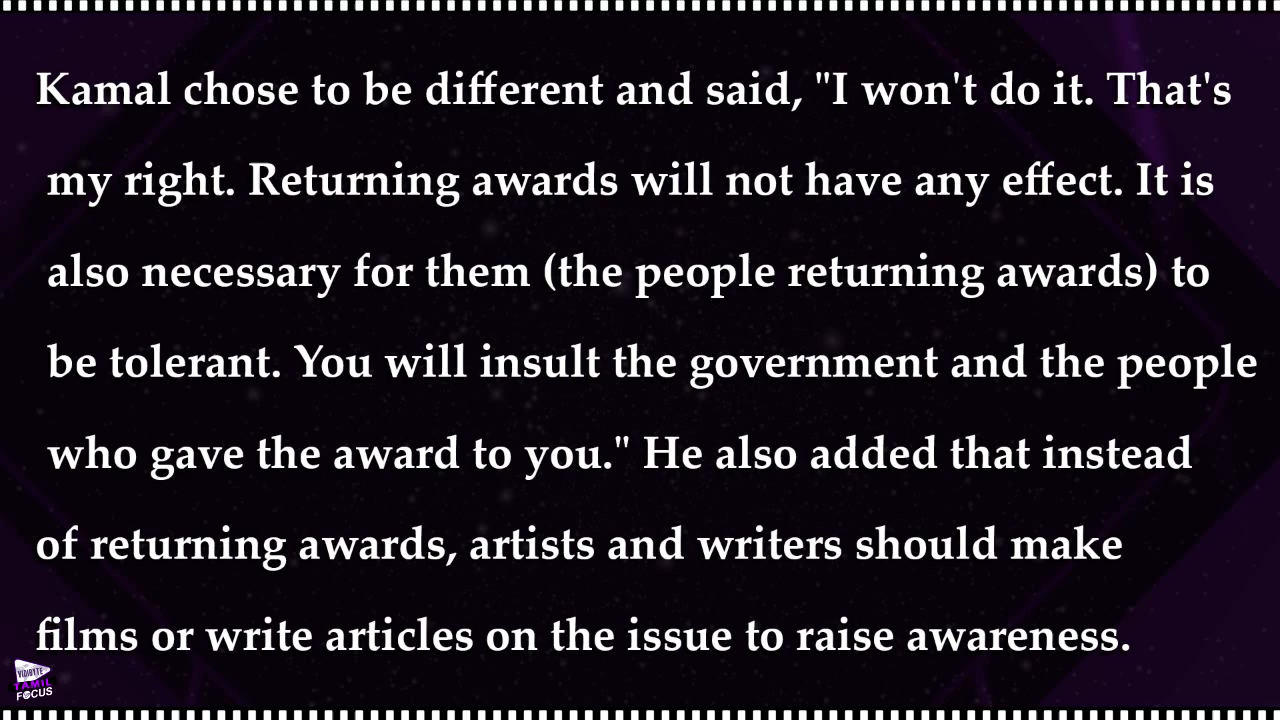 Kamal chose to be different and said, "I won't do it. That's
my right. Returning awards will not have any effect. It is
also necessary for them (the people returning awards) to
be tolerant. You will insult the government and the people
who gave the award to you." He also added that instead
of returning awards, artists and writers should make
films or write articles on the issue to raise awareness.
VIDIBYTE
TAMIL
FOCUS